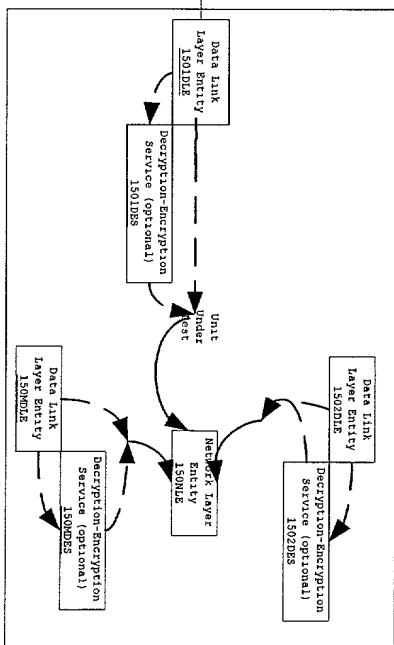 Data Link
Layer Entity
1501DLE
Decryption-Encryption
Service (optional)
1501DES
Unit
Under
Test
Data Link
Layer Entity
1502DLE
Decryption-Encryption
Service (optional)
1502DES
Network Layer
Entity
150NLE
Data Link
Layer Entity
150MDLE
Decryption-Encryption
Service (optional)
150MDES